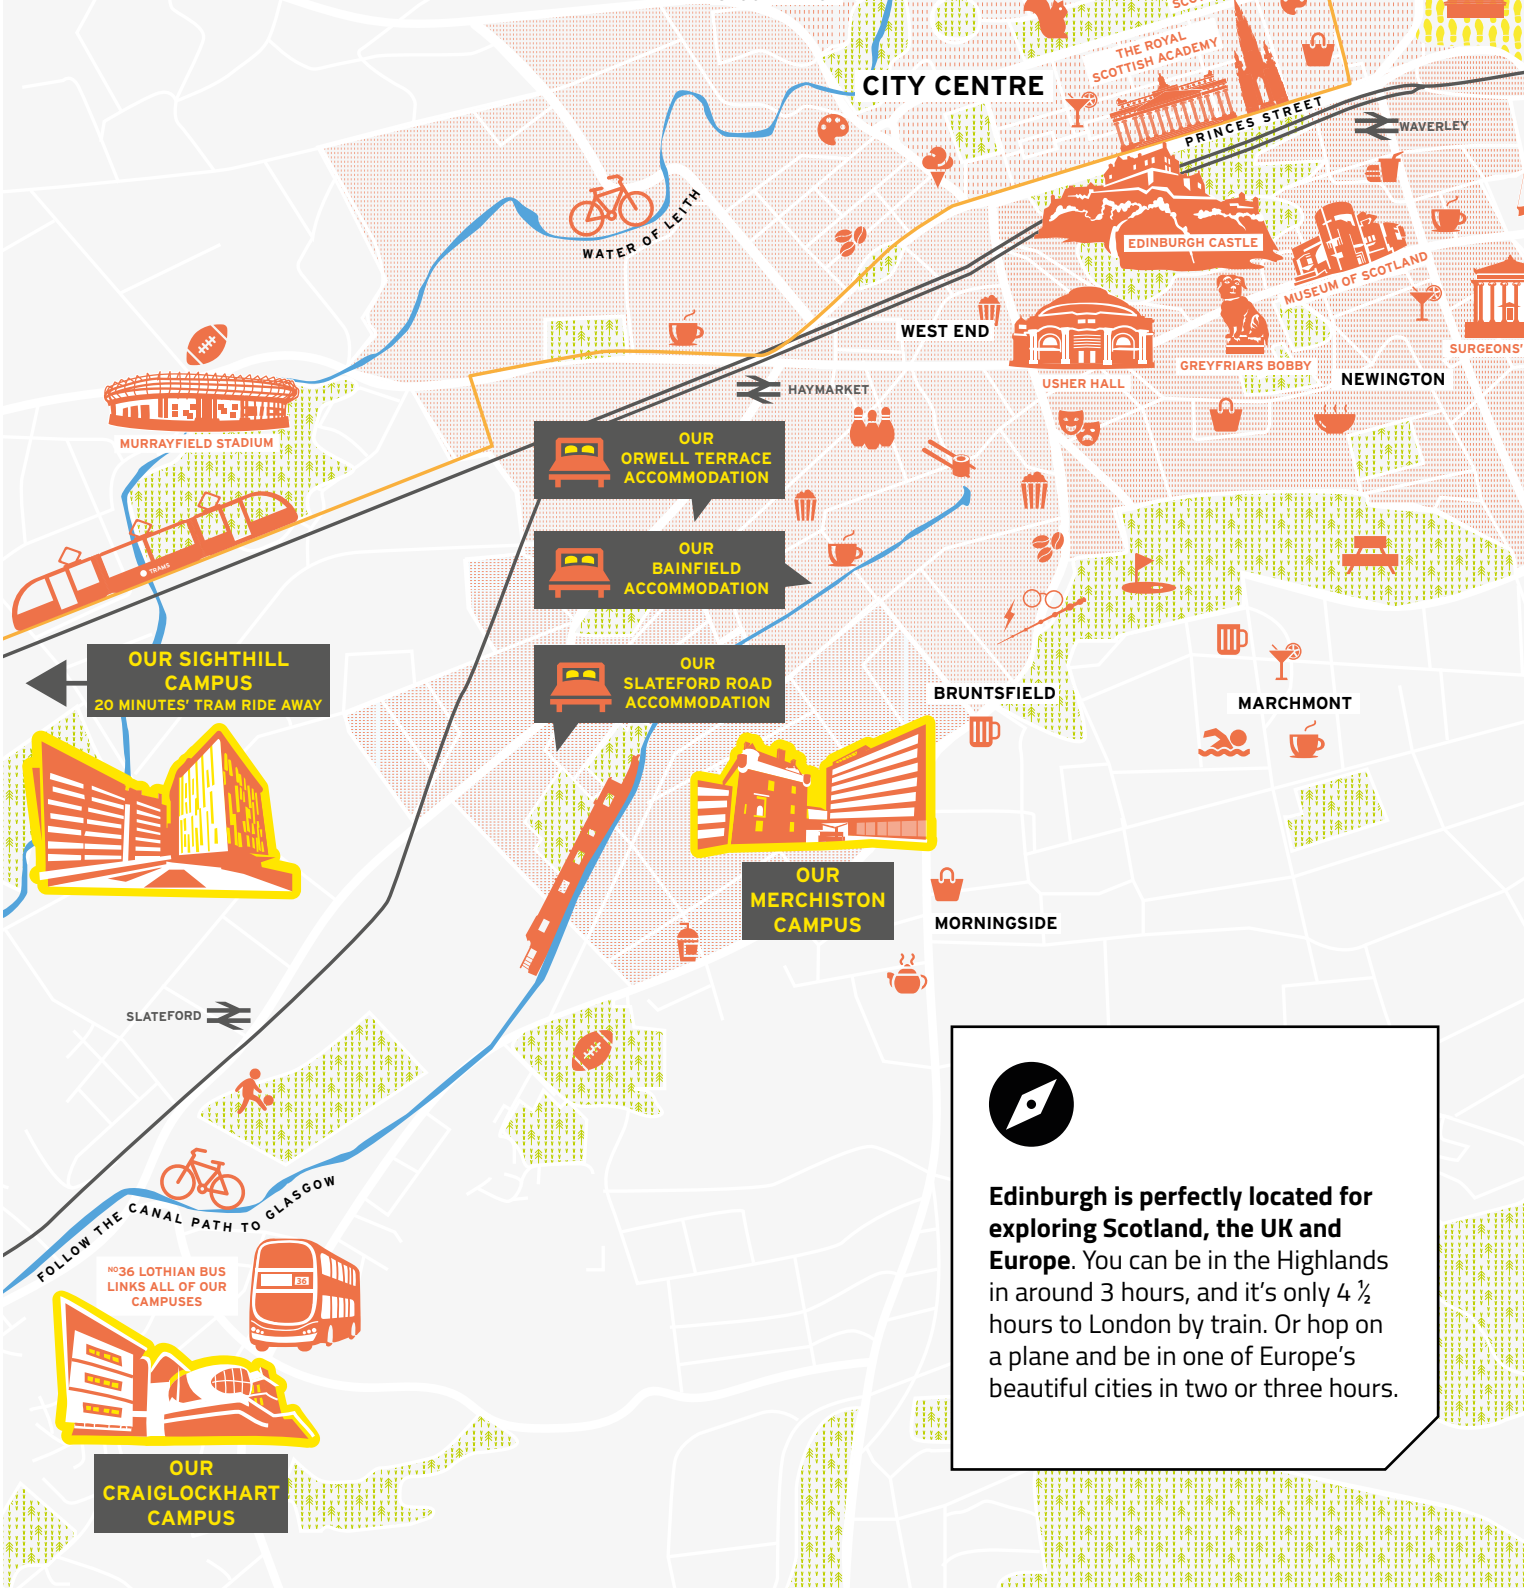 THE ROYAL
SCOTTISH ACADEMY
CITY CENTRE
PRINCES STREET
WAVERLEY
WATER OF LEITH
EDINBURGH CASTLE
MUSEUM OF SCOTLAND
WEST END
USHER HALL
GREYFRIARS BOBBY
SURGEONS'
NEWINGTON
HAYMARKET
MURRAYFIELD STADIUM
OUR
ORWELL TERRACE
ACCOMMODATION
OUR
BAINFIELD
ACCOMMODATION
TRAMS
OUR SIGHTHILL
CAMPUS
20 MINUTES' TRAM RIDE AWAY
OUR
SLATEFORD ROAD
ACCOMMODATION
BRUNTSFIELD
MARCHMONT
OUR
MERCHISTON
CAMPUS
MORNINGSIDE
SLATEFORD
FOLLOW THE CANAL PATH TO GLASGOW
NO36 LOTHIAN BUS
LINKS ALL OF OUR
CAMPUSES
36
OUR
CRAIGLOCKHART
CAMPUS
Edinburgh is perfectly located for
exploring Scotland, the UK and
Europe. You can be in the Highlands
in around 3 hours, and it's only 4 ½
hours to London by train. Or hop on
a plane and be in one of Europe's
beautiful cities in two or three hours.